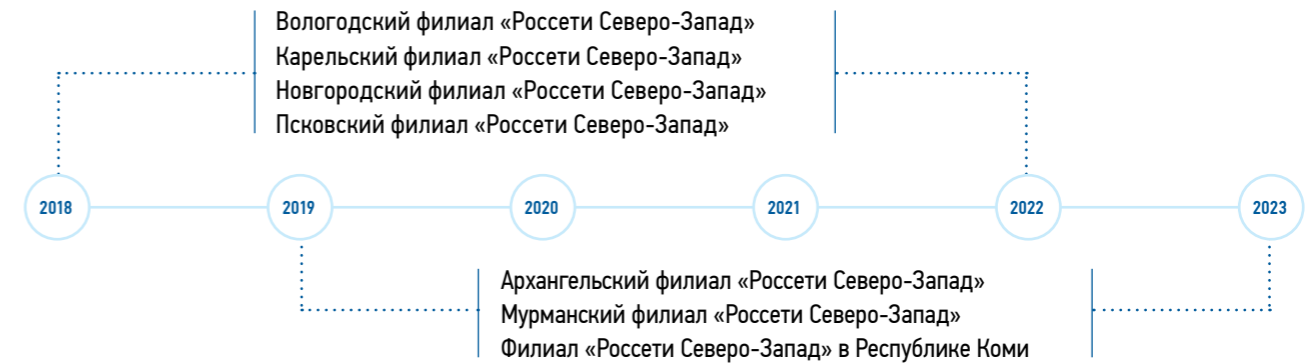 Вологодский филиал «Россети Северо-Запад»
Карельский филиал «Россети Северо-Запад»
Новгородский филиал «Россети Северо-Запад»
Псковский филиал «Россети Северо-Запад»
2018 2019 2020 2021 2022 2023
Архангельский филиал «Россети Северо-Запад»
Мурманский филиал «Россети Северо-Запад»
Филиал «Россети Северо-Запад» в Республике Коми